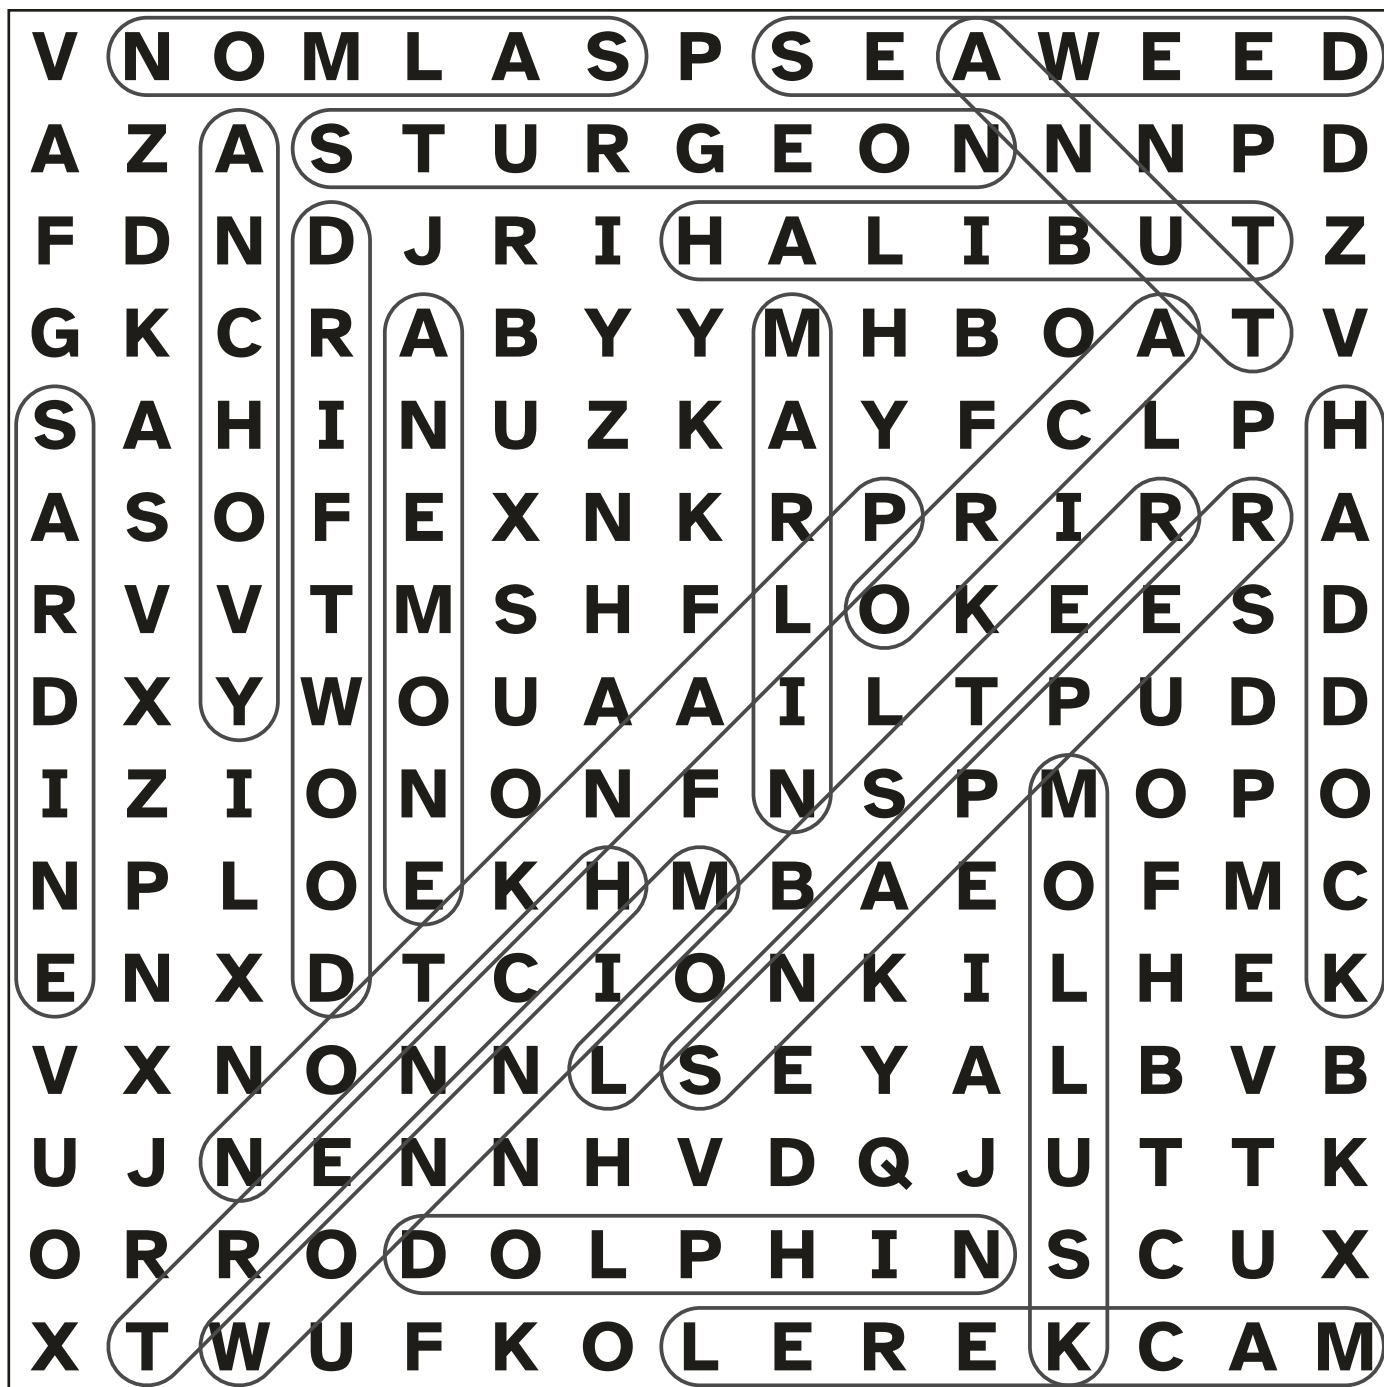 V N O M L A S P S E A W E E D
A Z A S T U R G E O N N N P D
F D N D J R I H A L I B U T Z
G K C R A B Y Y M H B O A T V
S A H I N U Z K A Y F C L P H
A S O F E X N K R P R I R R A
R V V T M S H F L O K E E S D
D X Y W O U A A I L T P U D D
I Z I O N O N F N S P M O P O
N P L O E K H M B A E O F M C
E N X D T C I O N K I L H E K
V X N O N N L S E Y A L B V B
U J N E N N H V D Q J U T T K
O R R O D O L P H I N S C U X
X T W U F K O L E R E K C A M